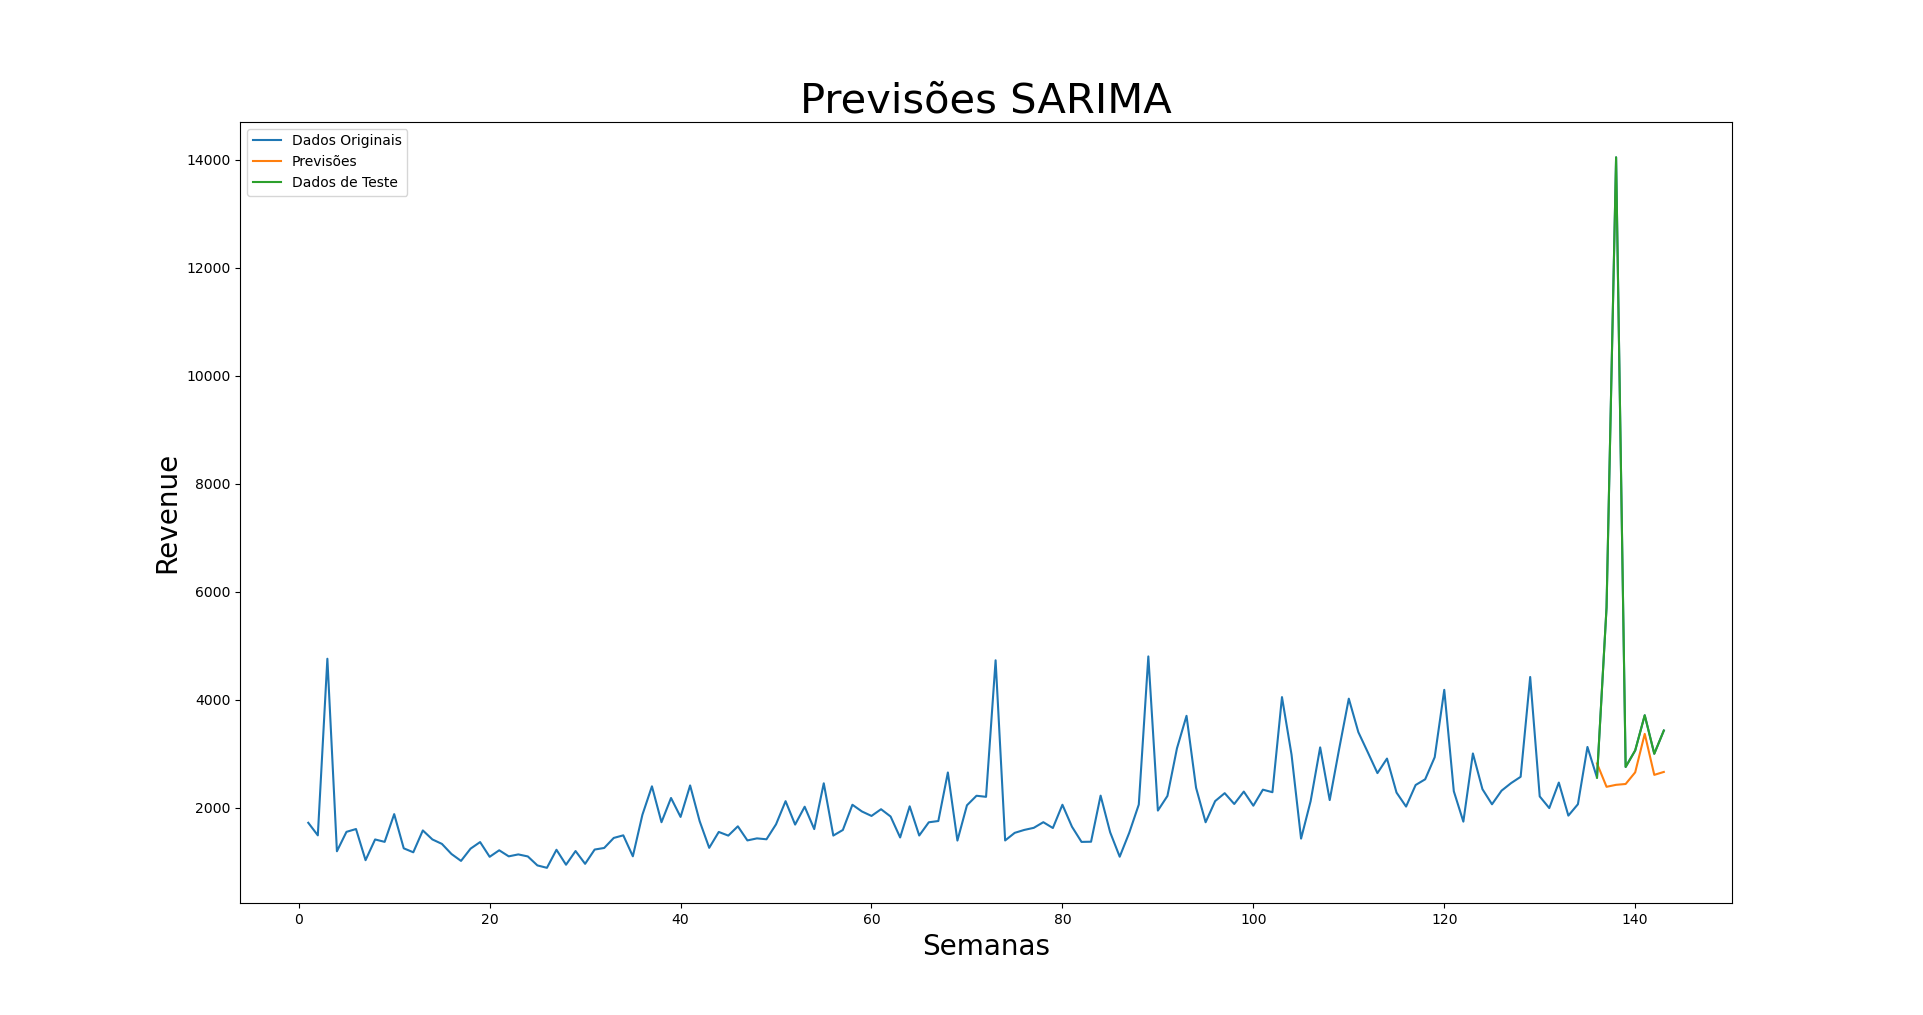 Previsões SARIMA
Dados Originais
Previsões
Dados de Teste
14000
12000
10000
8000
6000
4000
2000
Revenue
0 20 40 60 80 100 120 140
Semanas